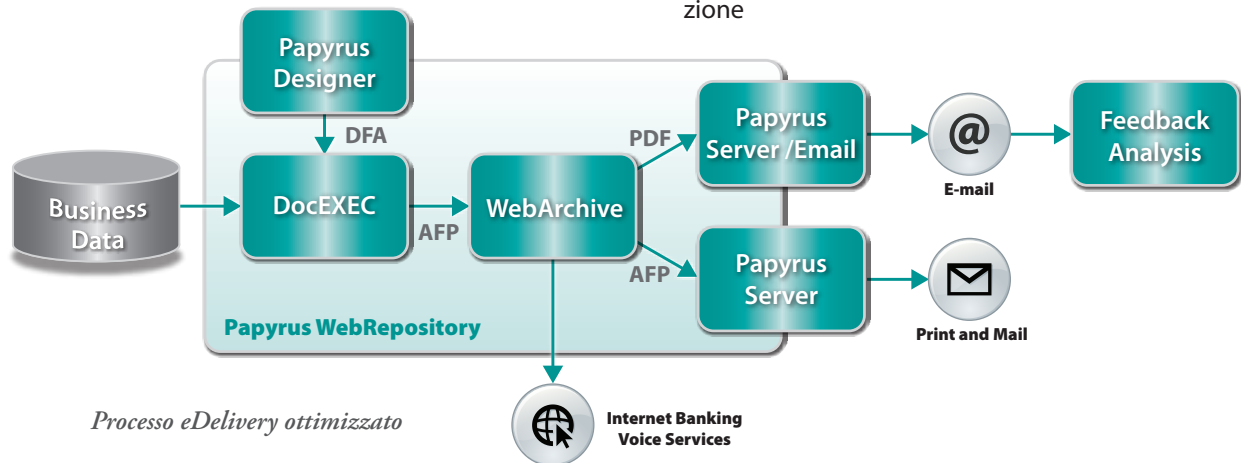 zione
Papyrus
Designer
DFA
Business
Data
DocEXEC
AFP
WebArchive
PDF
AFP
Papyrus
Server /Email
Papyrus
Server
@
E-mail
Feedback
Analysis
Print and Mail
Papyrus WebRepository
Processo eDelivery ottimizzato
Internet Banking
Voice Services